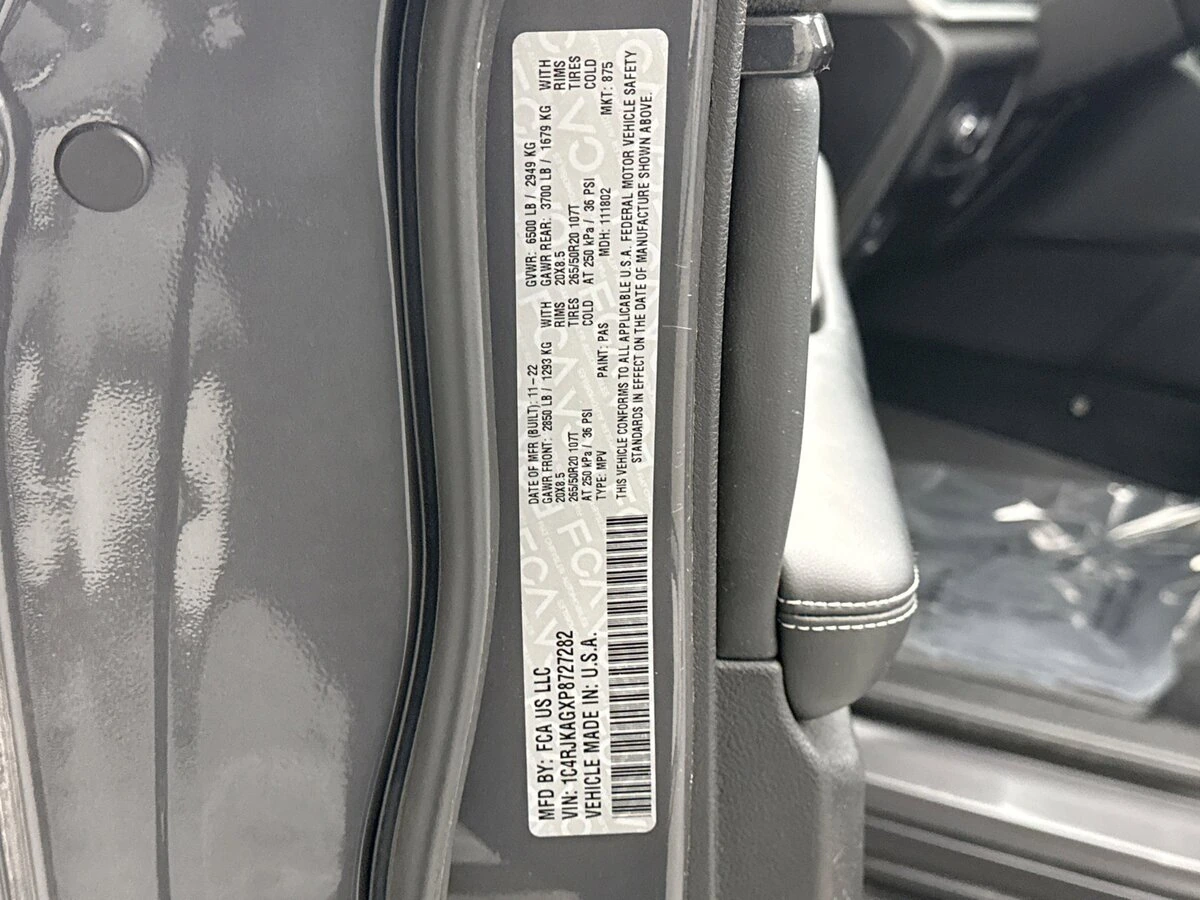 MFD BY: FCA US LLC
VIN: 1C4RJKAGXP8727282
VEHICLE MADE IN: U.S.A.
DATE OF MFR (BUILT): 11-22 GVWR: 6500 LB / 2949 KG
GAWR FRONT: 2850 LB / 1293 KG WITH GAWR REAR: 3700 LB / 1679 KG WITH
20X8.5 RIMS 20X8.5 RIMS
265/50R20 107T TIRES 265/50R20 107T TIRES
AT 250 kPa / 36 PSI COLD AT 250 kPa / 36 PSI COLD
TYPE: MPV PAINT: PAS MDH: 111802 MKT: 875
THIS VEHICLE CONFORMS TO ALL APPLICABLE U.S.A. FEDERAL MOTOR VEHICLE SAFETY
STANDARDS IN EFFECT ON THE DATE OF MANUFACTURE SHOWN ABOVE.